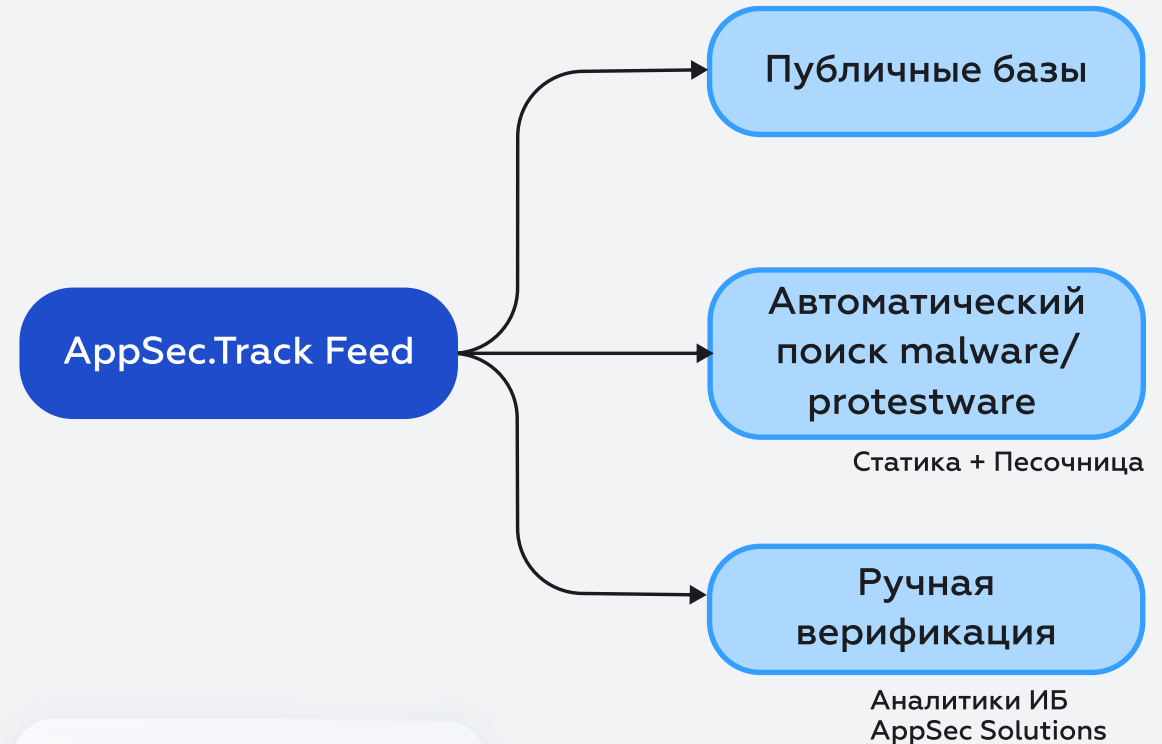 Публичные базы
AppSec.Track Feed
Автоматический
поиск malware/
protestware
Статика + Песочница
Ручная
верификация
Аналитики ИБ
AppSec Solutions